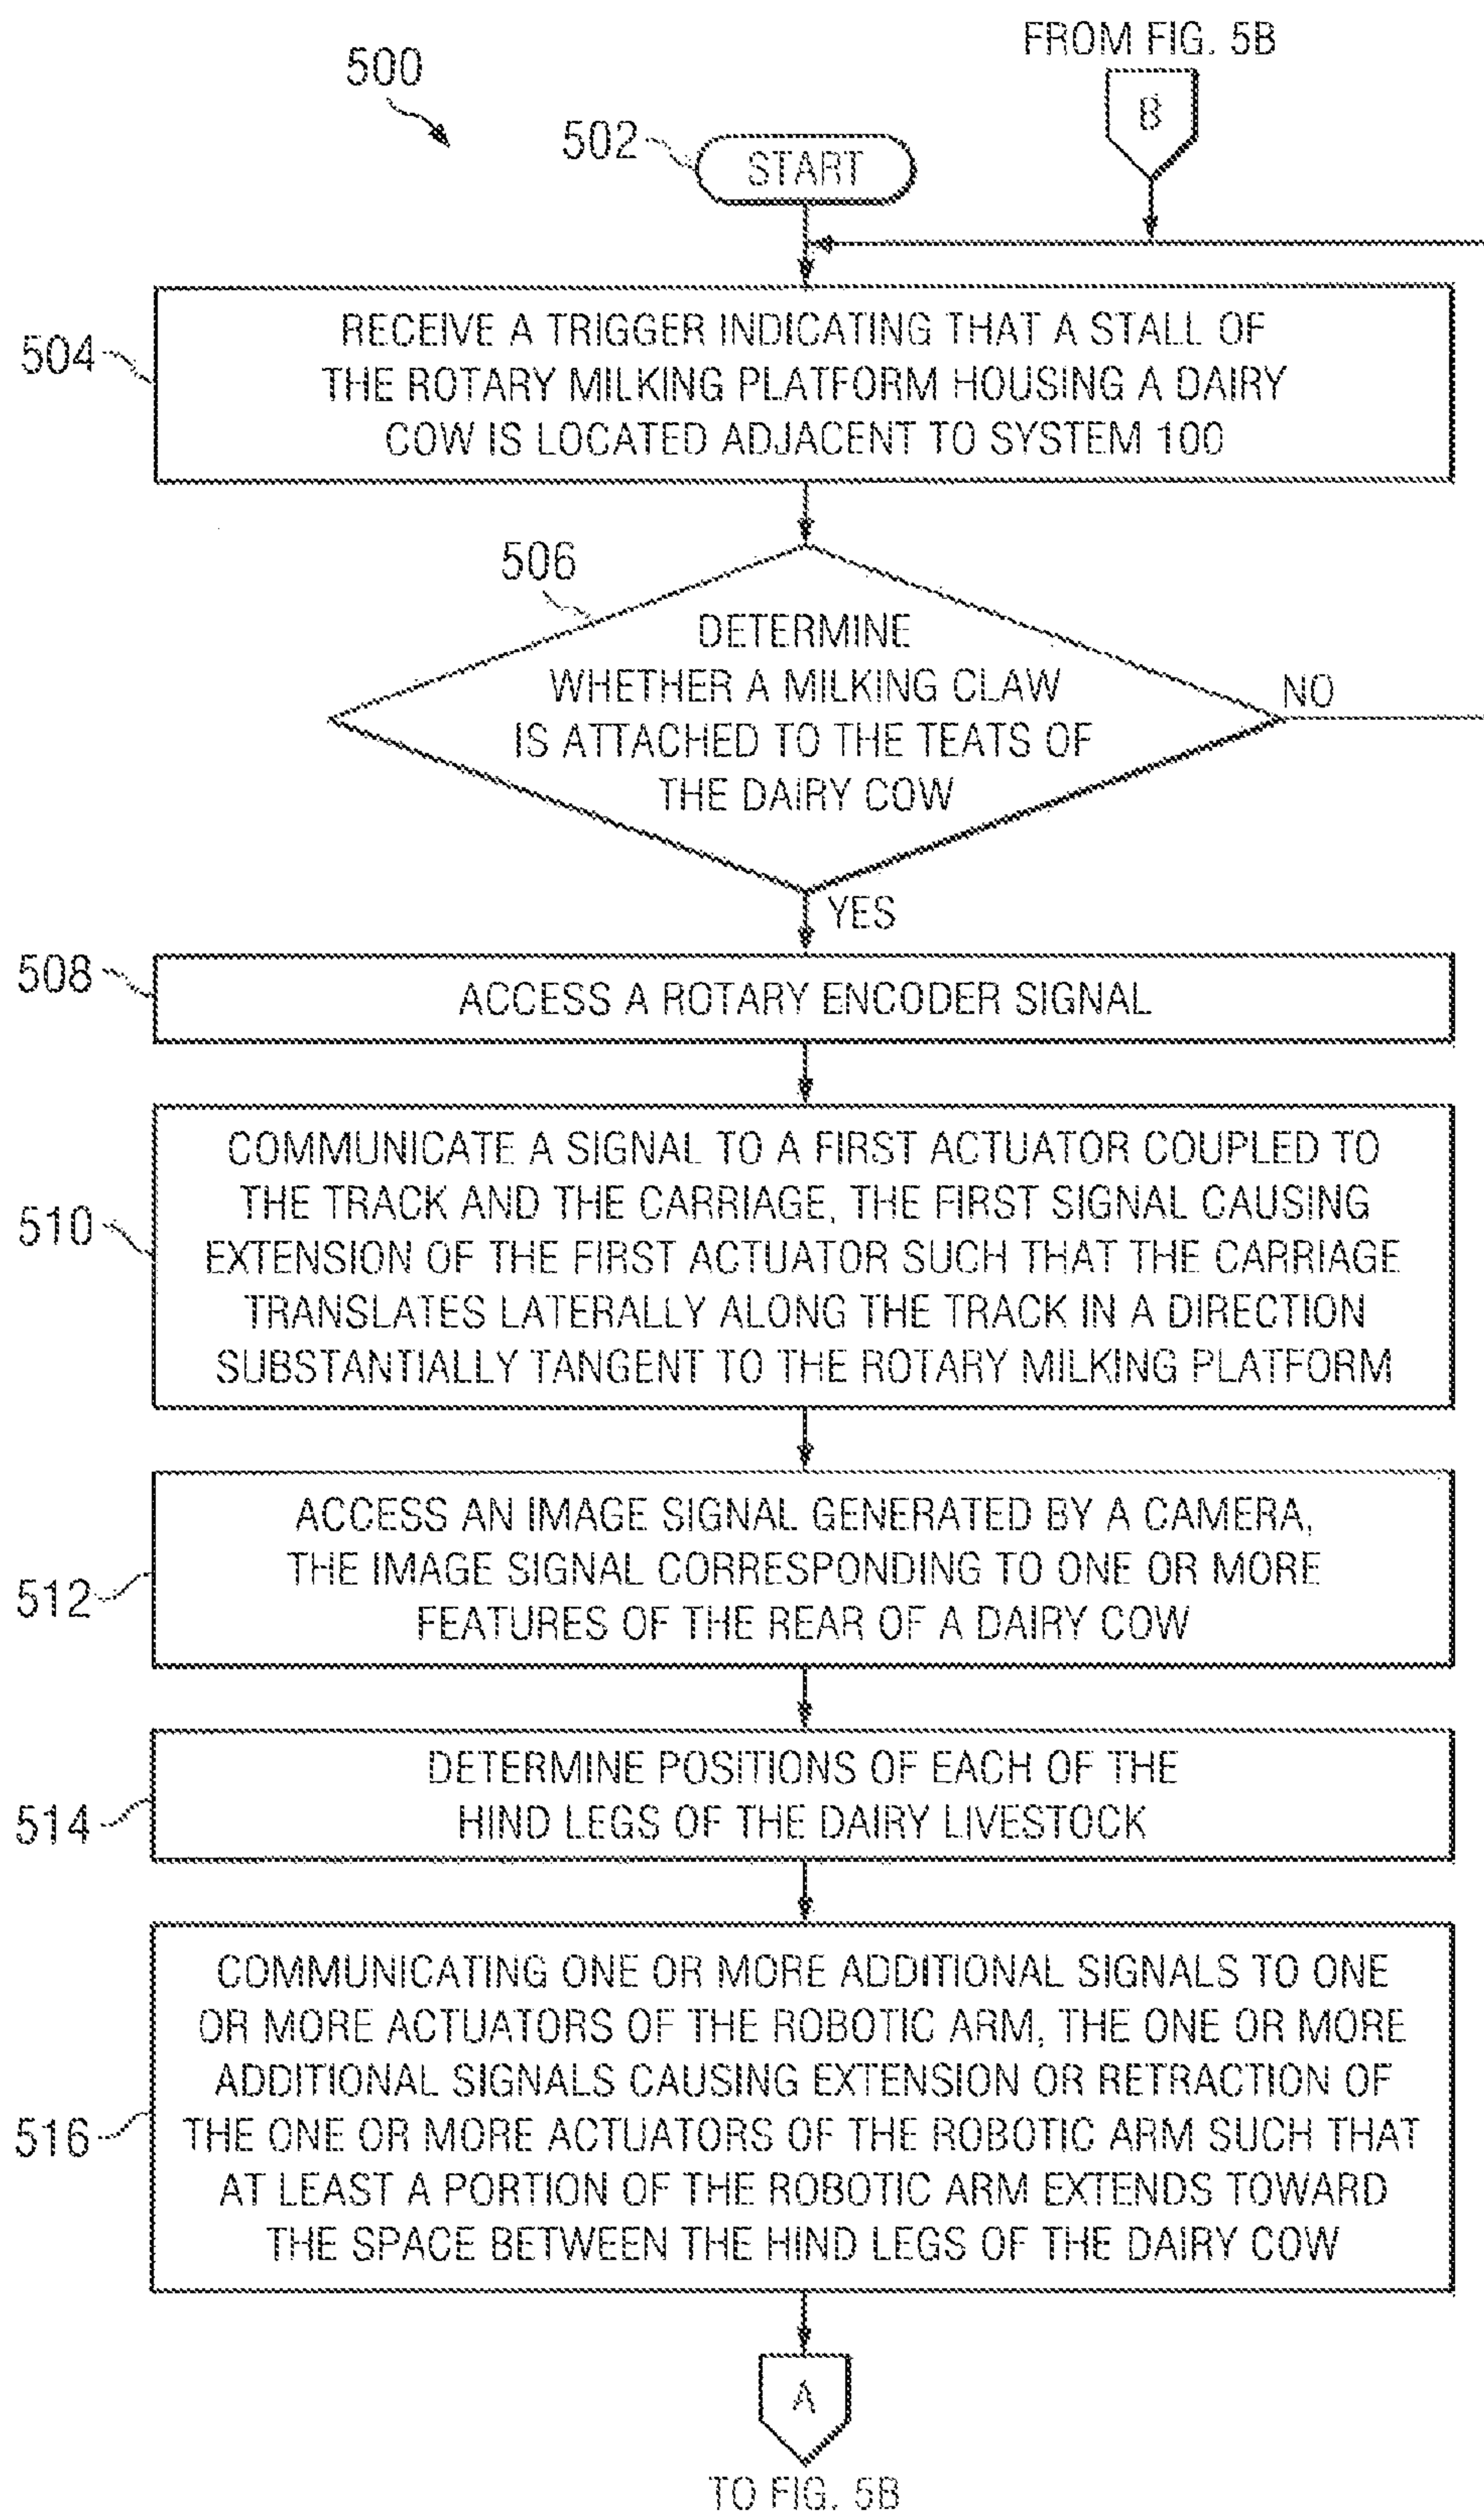 FROM FIG. 5B
B
500
502
START
504
RECEIVE A TRIGGER INDICATING THAT A STALL OF
THE ROTARY MILKING PLATFORM HOUSING A DAIRY
COW IS LOCATED ADJACENT TO SYSTEM 100
506
DETERMINE
WHETHER A MILKING CLAW
IS ATTACHED TO THE TEATS OF
THE DAIRY COW
NO
YES
508
ACCESS A ROTARY ENCODER SIGNAL
510
COMMUNICATE A SIGNAL TO A FIRST ACTUATOR COUPLED TO
THE TRACK AND THE CARRIAGE, THE FIRST SIGNAL CAUSING
EXTENSION OF THE FIRST ACTUATOR SUCH THAT THE CARRIAGE
TRANSLATES LATERALLY ALONG THE TRACK IN A DIRECTION
SUBSTANTIALLY TANGENT TO THE ROTARY MILKING PLATFORM
512
ACCESS AN IMAGE SIGNAL GENERATED BY A CAMERA,
THE IMAGE SIGNAL CORRESPONDING TO ONE OR MORE
FEATURES OF THE REAR OF A DAIRY COW
514
DETERMINE POSITIONS OF EACH OF THE
HIND LEGS OF THE DAIRY LIVESTOCK
516
COMMUNICATING ONE OR MORE ADDITIONAL SIGNALS TO ONE
OR MORE ACTUATORS OF THE ROBOTIC ARM, THE ONE OR MORE
ADDITIONAL SIGNALS CAUSING EXTENSION OR RETRACTION OF
THE ONE OR MORE ACTUATORS OF THE ROBOTIC ARM SUCH THAT
AT LEAST A PORTION OF THE ROBOTIC ARM EXTENDS TOWARD
THE SPACE BETWEEN THE HIND LEGS OF THE DAIRY COW
A
TO FIG. 5B